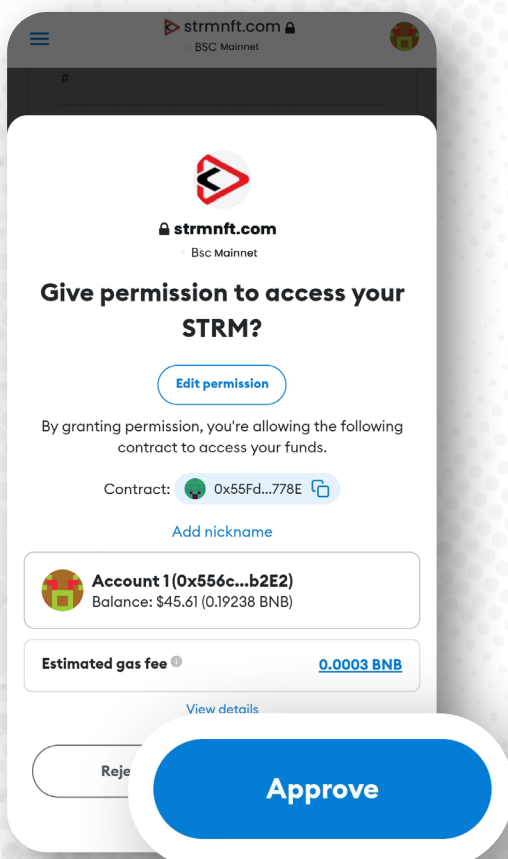 strmnft.com
BSC Mainnet
#
strmnft.com
Bsc Mainnet
Give permission to access your
STRM?
Edit permission
By granting permission, you're allowing the following
contract to access your funds.
Contract: 0x55Fd...778E
Add nickname
Account 1 (0x556c...b2E2)
Balance: $45.61 (0.19238 BNB)
Estimated gas fee 0.0003 BNB
View details
Reje
Approve